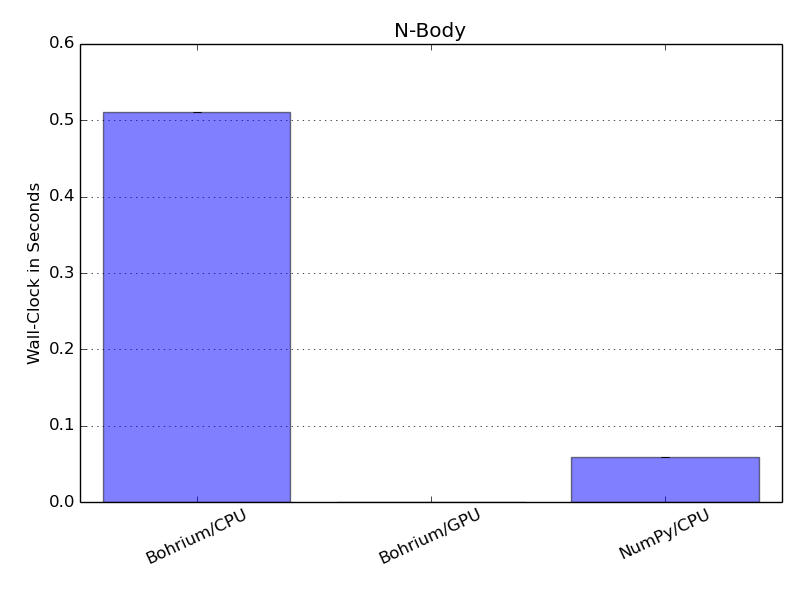 N-Body
0.6
0.5
0.4
0.3
0.2
0.1
0.0
Wall-Clock in Seconds
Bohrium/CPU
Bohrium/GPU
NumPy/CPU